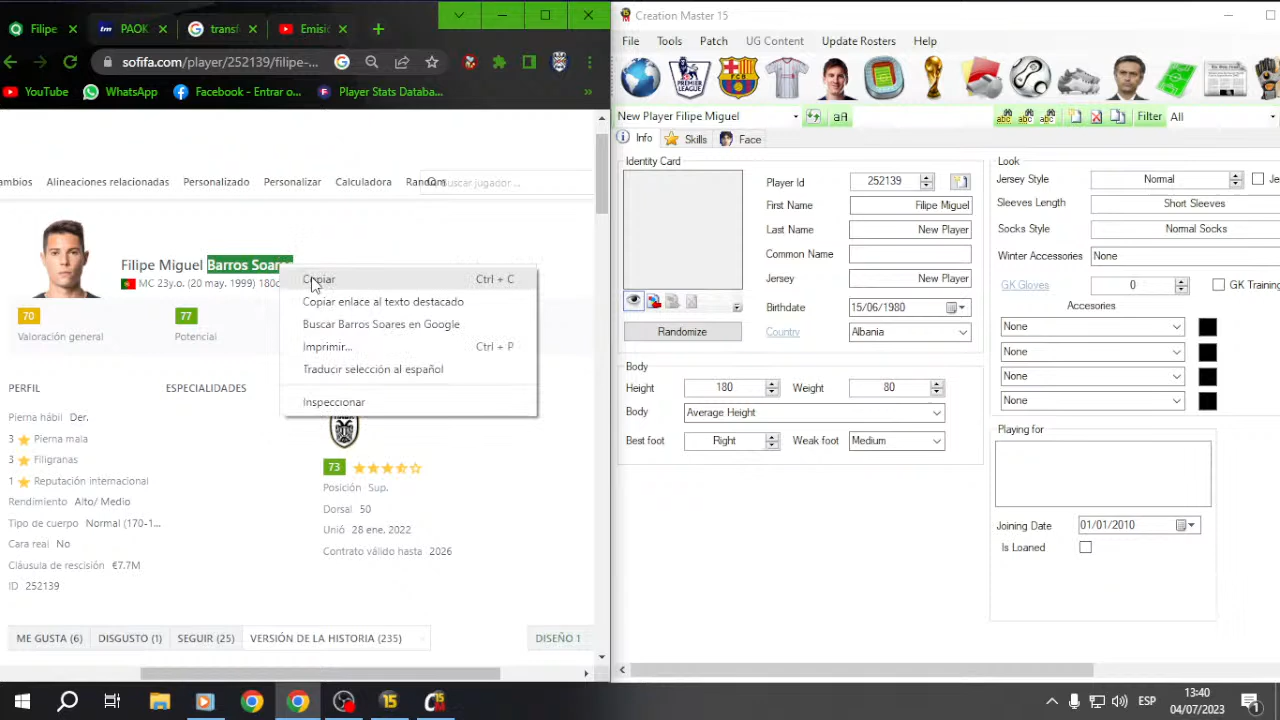 Filipe
PAOK
transf
Emisic
sofifa.com/player/252139/filipe-...
YouTube
WhatsApp
Facebook - Entrar o...
Player Stats Databa...
»
ambios
Alineaciones relacionadas
Personalizado
Personalizar
Calculadora
Random
Buscar jugador ...
Filipe Miguel Barros Soares
MC 23y.o. (20 may. 1999) 180c
70
Valoración general
77
Potencial
Copiar Ctrl + C
Copiar enlace al texto destacado
Buscar Barros Soares en Google
Imprimir... Ctrl + P
Traducir selección al español
Inspeccionar
PERFIL
Pierna hábil Der.
3 Pierna mala
3 Filigranas
1 Reputación internacional
Rendimiento Alto/ Medio
Tipo de cuerpo Normal (170-1...
Cara real No
Cláusula de rescisión €7.7M
ID 252139
ESPECIALIDADES
73
Posición Sup.
Dorsal 50
Unió 28 ene. 2022
Contrato válido hasta 2026
ME GUSTA (6)
DISGUSTO (1)
SEGUIR (25)
VERSIÓN DE LA HISTORIA (235)
DISEÑO 1
Creation Master 15
File
Tools
Patch
UG Content
Update Rosters
Help
New Player Filipe Miguel
aA
Filter
All
Info
Skills
Face
Identity Card
Player Id 252139
First Name Filipe Miguel
Last Name New Player
Common Name
Jersey New Player
Birthdate 15/06/1980
Randomize
Country Albania
Body
Height 180
Weight 80
Body Average Height
Best foot Right
Weak foot Medium
Look
Jersey Style Normal
Je
Sleeves Length Short Sleeves
Socks Style Normal Socks
Winter Accessories None
GK Gloves 0
GK Training
Accesories
None
None
None
None
Playing for
Joining Date 01/01/2010
Is Loaned
ESP
13:40
04/07/2023